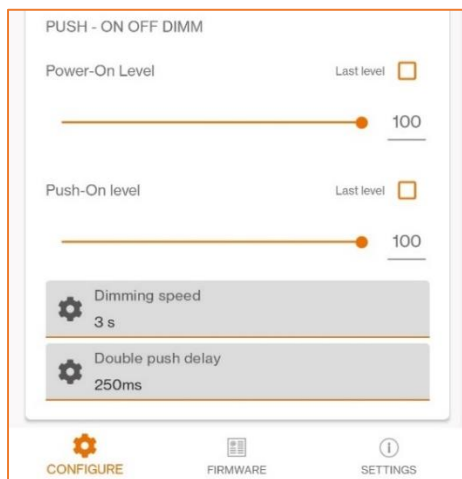 PUSH - ON OFF DIMM
Power-On Level Last level
100
Push-On level Last level
100
Dimming speed
3 s
Double push delay
250ms
CONFIGURE FIRMWARE SETTINGS